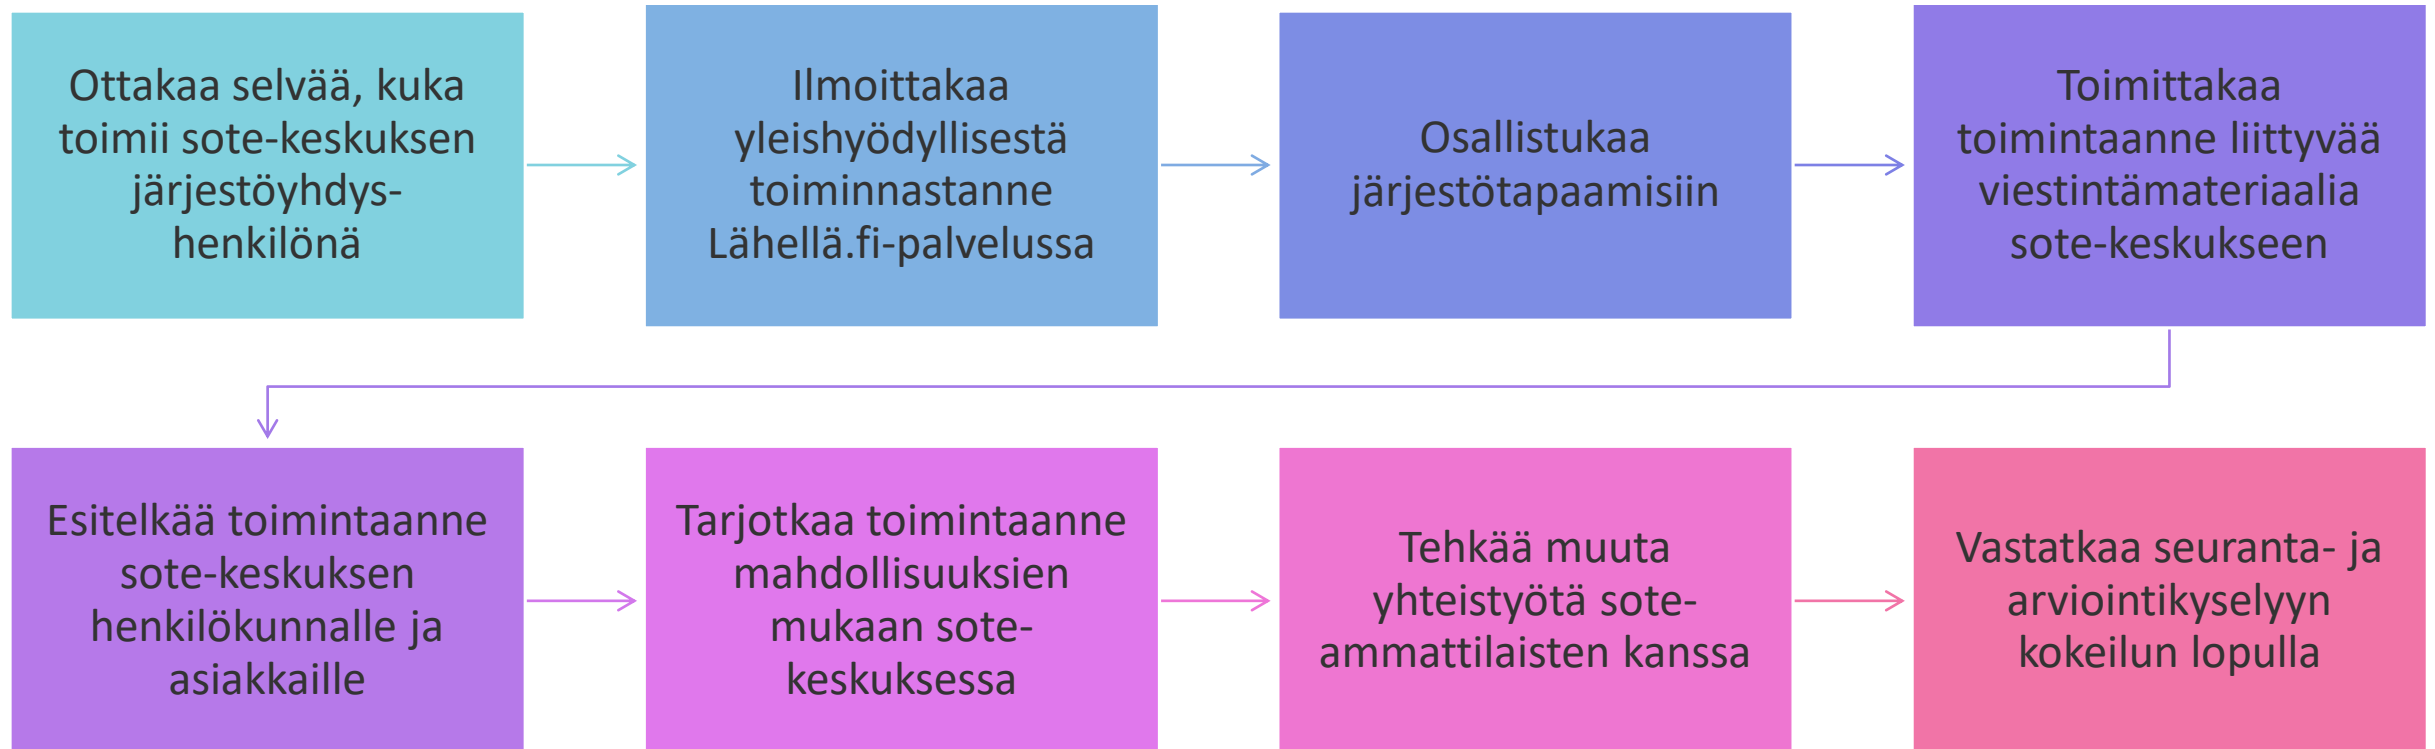 Ottakaa selvää, kuka
toimii sote-keskuksen
järjestöyhdys-
henkilönä
Ilmoittakaa
yleishyödyllisestä
toiminnastanne
Lähellä.fi-palvelussa
Osallistukaa
järjestötapaamisiin
Toimittakaa
toimintaanne liittyvää
viestintämateriaalia
sote-keskukseen
Esitelkää toimintaanne
sote-keskuksen
henkilökunnalle ja
asiakkaille
Tarjotkaa toimintaanne
mahdollisuuksien
mukaan sote-
keskuksessa
Tehkää muuta
yhteistyötä sote-
ammattilaisten kanssa
Vastatkaa seuranta- ja
arviointikyselyyn
kokeilun lopulla